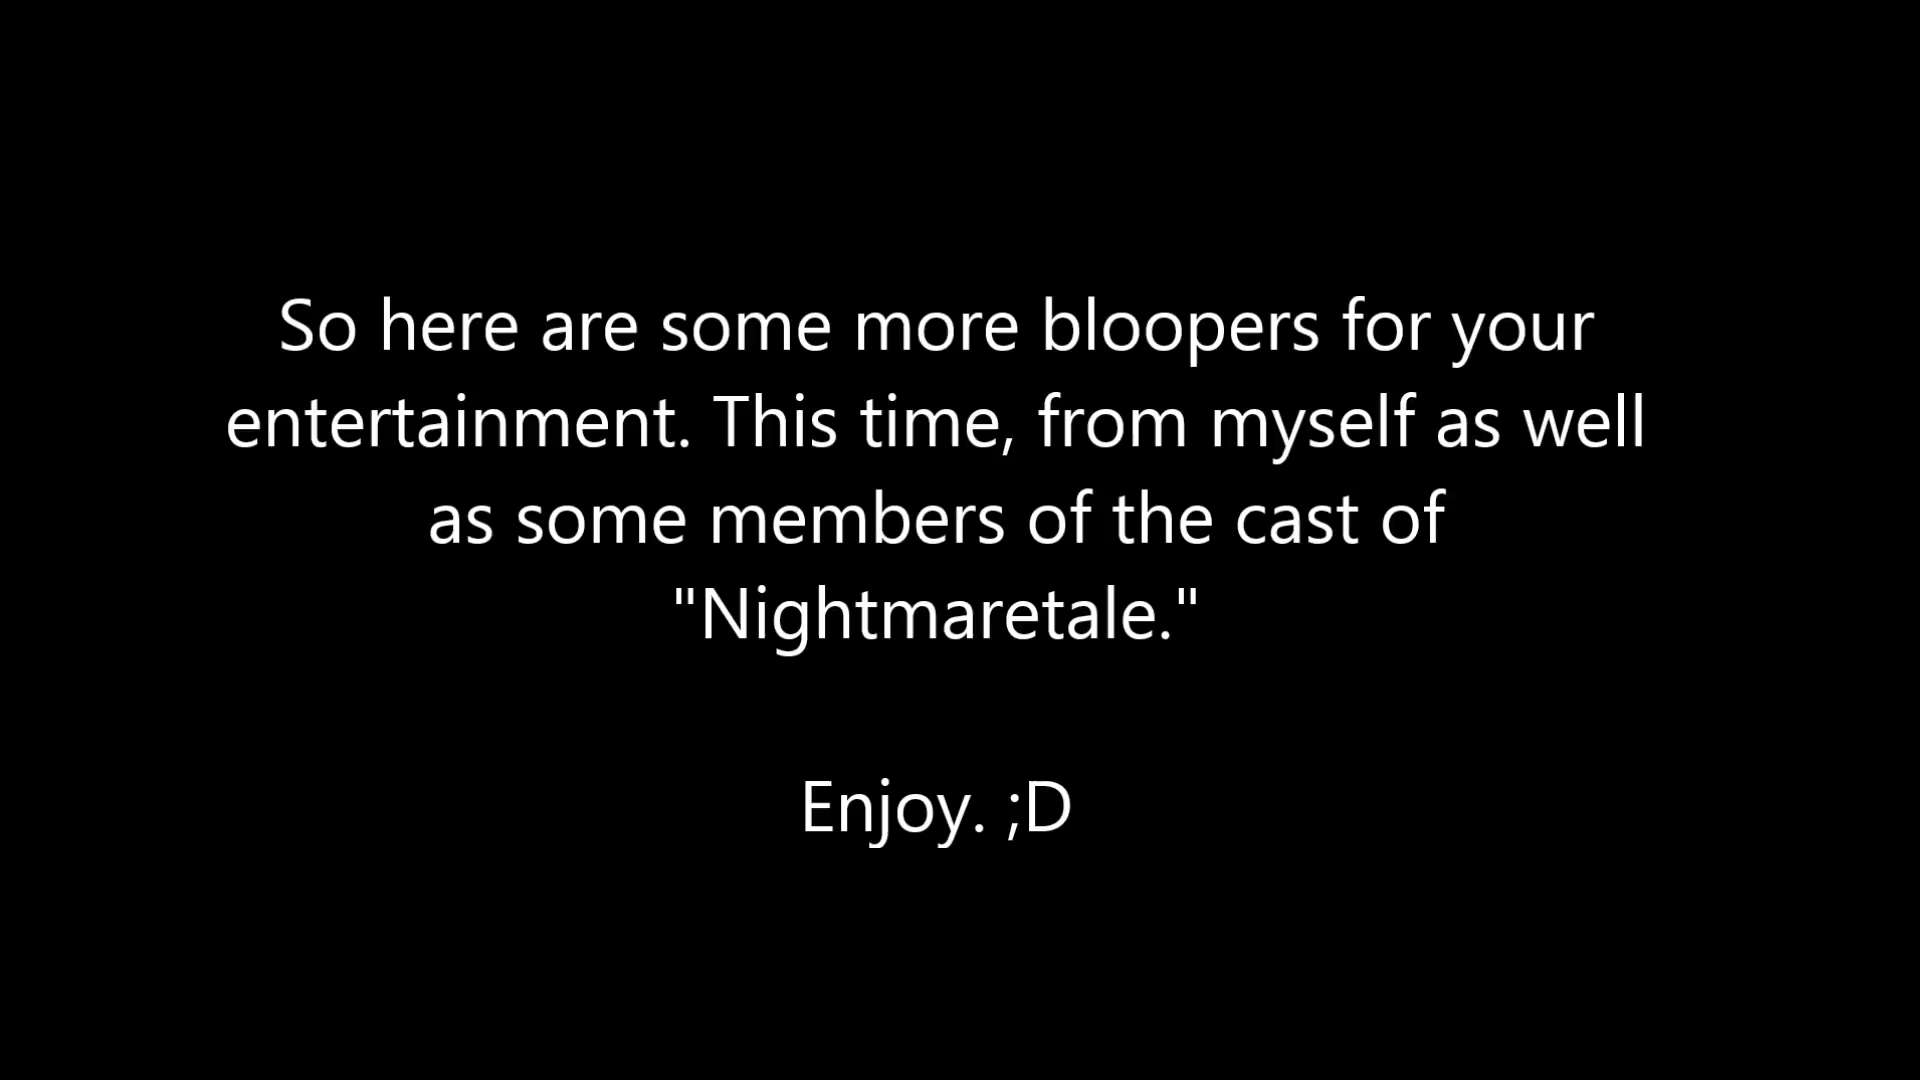 So here are some more bloopers for your
entertainment. This time, from myself as well
as some members of the cast of
"Nightmaretale."
Enjoy. ;D